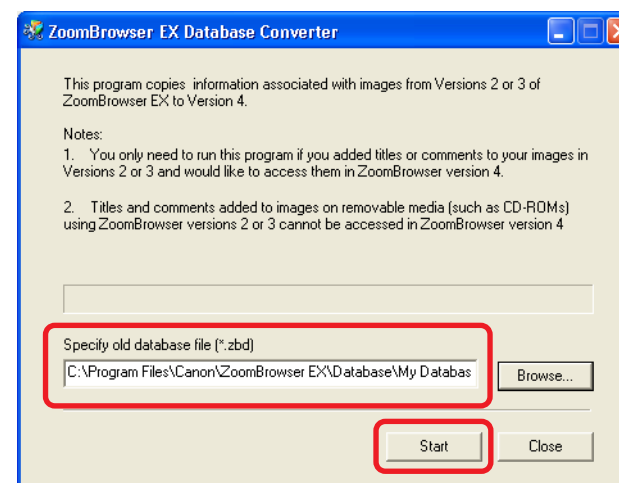 ZoomBrowser EX Database Converter
This program copies information associated with images from Versions 2 or 3 of
ZoomBrowser EX to Version 4.
Notes:
1. You only need to run this program if you added titles or comments to your images in
Versions 2 or 3 and would like to access them in ZoomBrowser version 4.
2. Titles and comments added to images on removable media (such as CD-ROMs)
using ZoomBrowser versions 2 or 3 cannot be accessed in ZoomBrowser version 4
Specify old database file (*.zbd)
C:\Program Files\Canon\ZoomBrowser EX\Database\My Databas
Browse...
Start
Close